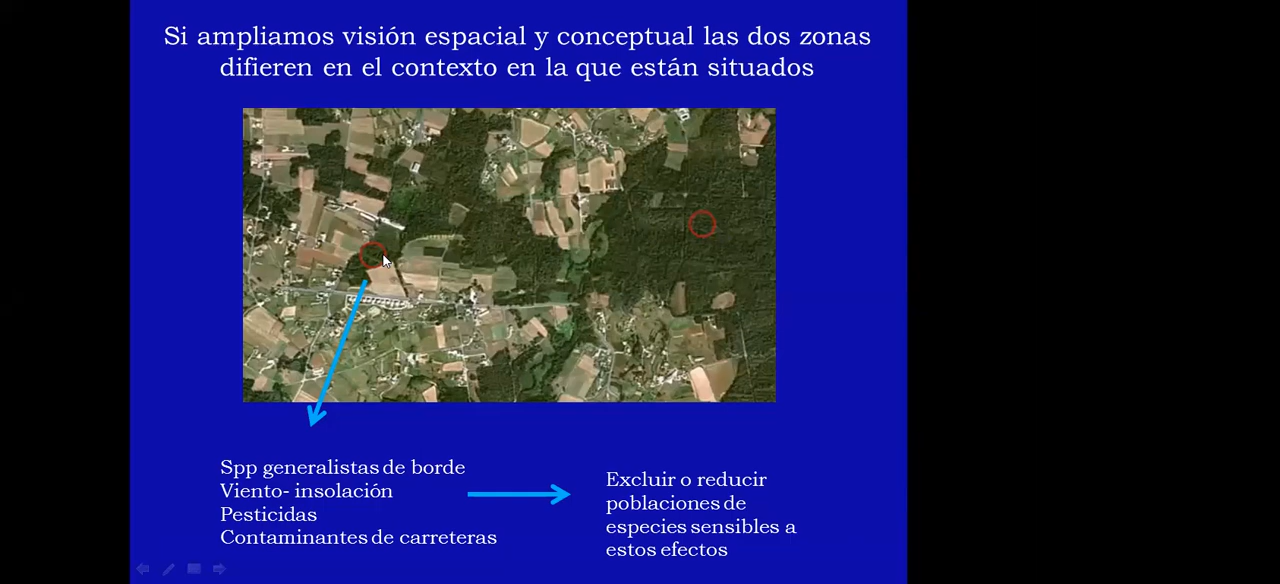 Si ampliamos visión espacial y conceptual las dos zonas
difieren en el contexto en la que están situados
Spp generalistas de borde
Viento- insolación
Pesticidas
Contaminantes de carreteras
Excluir o reducir
poblaciones de
especies sensibles a
estos efectos